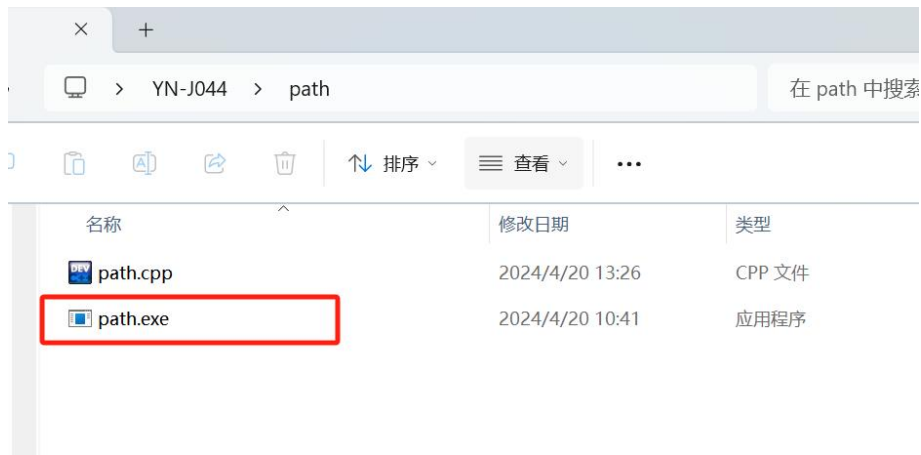 YN-J044 > path
在 path 中搜索
排序
查看
名称
修改日期
类型
path.cpp
2024/4/20 13:26
CPP 文件
path.exe
2024/4/20 10:41
应用程序